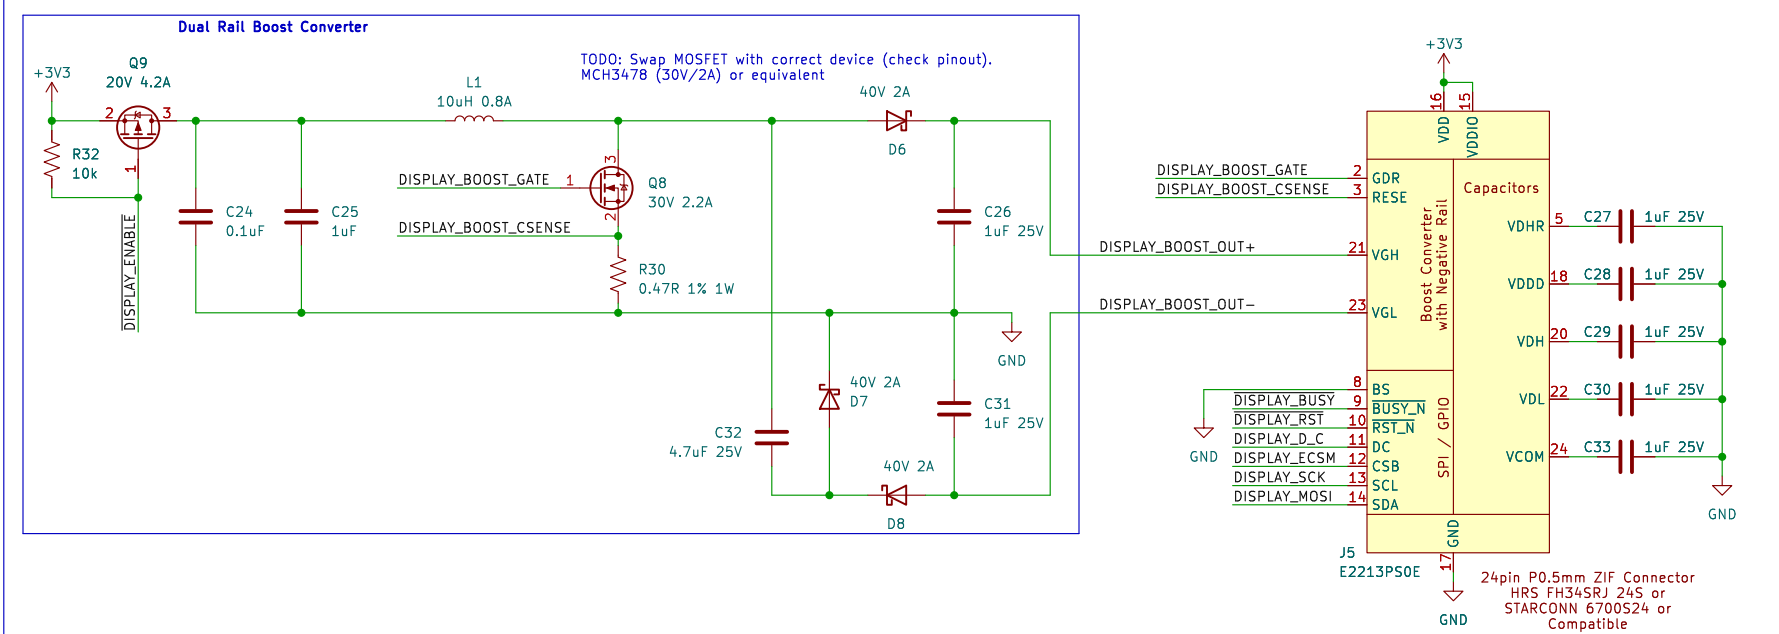 Dual Rail Boost Converter
TODO: Swap MOSFET with correct device (check pinout).
MCH3478 (30V/2A) or equivalent
+3V3
Q9
20V 4.2A
2
3
1
R32
10k
DISPLAY_ENABLE
C24
0.1uF
C25
1uF
L1
10uH 0.8A
DISPLAY_BOOST_GATE
1
3
2
Q8
30V 2.2A
DISPLAY_BOOST_CSENSE
R30
0.47R 1% 1W
40V 2A
D6
C26
1uF 25V
GND
40V 2A
D7
C31
1uF 25V
C32
4.7uF 25V
40V 2A
D8
DISPLAY_BOOST_OUT+
DISPLAY_BOOST_OUT-
+3V3
16
15
VDD
VDDIO
DISPLAY_BOOST_GATE
2
GDR
DISPLAY_BOOST_CSENSE
3
RESE
21
VGH
23
VGL
Boost Converter
with Negative Rail
Capacitors
VDHR
5
C27
1uF 25V
VDDD
18
C28
1uF 25V
VDH
20
C29
1uF 25V
VDL
22
C30
1uF 25V
VCOM
24
C33
1uF 25V
GND
8
BS
GND
DISPLAY_BUSY
9
BUSY_N
DISPLAY_RST
10
RST_N
DISPLAY_D_C
11
DC
DISPLAY_ECSM
12
CSB
DISPLAY_SCK
13
SCL
DISPLAY_MOSI
14
SDA
SPI / GPIO
GND
17
GND
J5
E2213PS0E
24pin P0.5mm ZIF Connector
HRS FH34SRJ 24S or
STARCONN 6700S24 or
Compatible